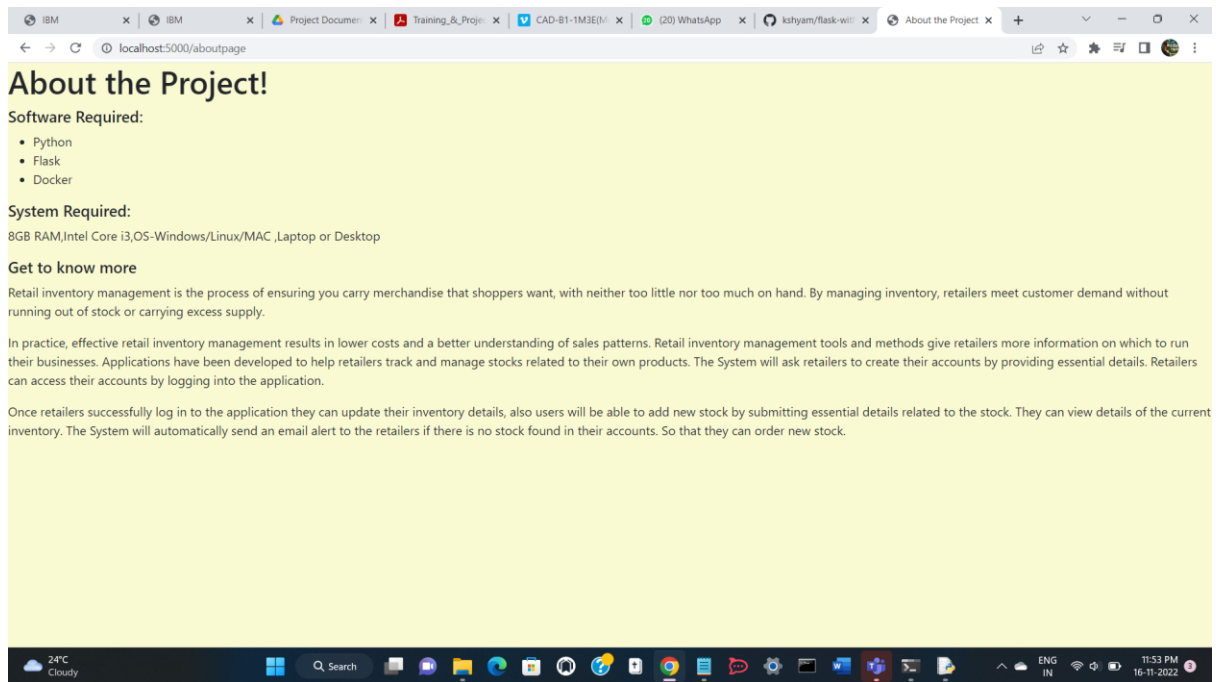 IBM
IBM
Project Documen
Training_&_Projec
CAD-B1-1M3E(M
(20) WhatsApp
kshyam/flask-wit
About the Project
localhost:5000/aboutpage
About the Project!
Software Required:
Python
Flask
Docker
System Required:
8GB RAM,Intel Core i3,OS-Windows/Linux/MAC ,Laptop or Desktop
Get to know more
Retail inventory management is the process of ensuring you carry merchandise that shoppers want, with neither too little nor too much on hand. By managing inventory, retailers meet customer demand without
running out of stock or carrying excess supply.
In practice, effective retail inventory management results in lower costs and a better understanding of sales patterns. Retail inventory management tools and methods give retailers more information on which to run
their businesses. Applications have been developed to help retailers track and manage stocks related to their own products. The System will ask retailers to create their accounts by providing essential details. Retailers
can access their accounts by logging into the application.
Once retailers successfully log in to the application they can update their inventory details, also users will be able to add new stock by submitting essential details related to the stock. They can view details of the current
inventory. The System will automatically send an email alert to the retailers if there is no stock found in their accounts. So that they can order new stock.
24°C
Cloudy
Search
ENG
IN
11:53 PM
16-11-2022
3